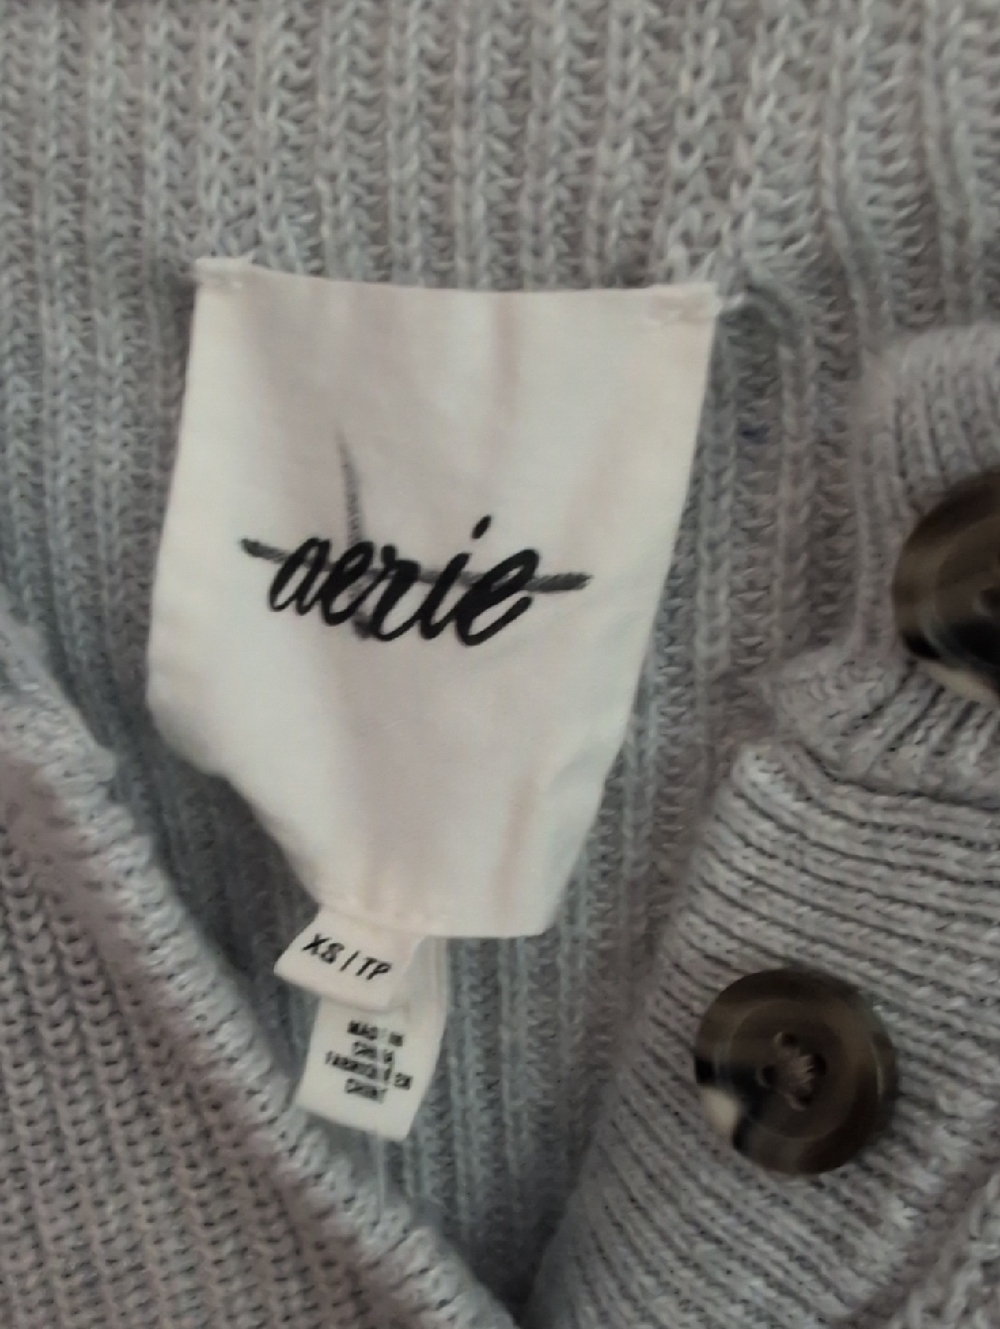 aerie
XS / TP
MADE IN
CHINA
FABRIQUÉ EN
CHINE